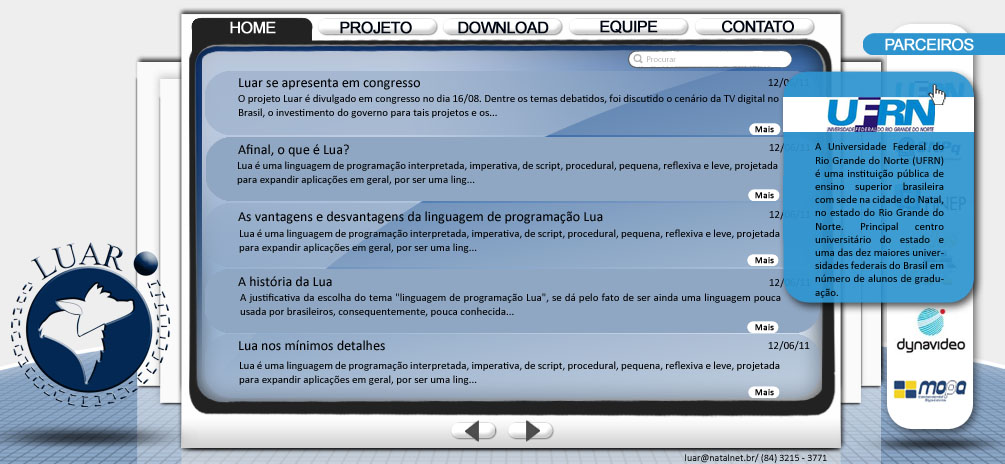 HOME
PROJETO
DOWNLOAD
EQUIPE
CONTATO
PARCEIROS
Procurar
Luar se apresenta em congresso
O projeto Luar é divulgado em congresso no dia 16/08. Dentre os temas debatidos, foi discutido o cenário da TV digital no
Brasil, o investimento do governo para tais projetos e os...
Mais
Afinal, o que é Lua?
Lua é uma linguagem de programação interpretada, imperativa, de script, procedural, pequena, reflexiva e leve, projetada
para expandir aplicações em geral, por ser uma ling...
Mais
As vantagens e desvantagens da linguagem de programação Lua
Lua é uma linguagem de programação interpretada, imperativa, de script, procedural, pequena, reflexiva e leve, projetada
para expandir aplicações em geral, por ser uma ling...
Mais
A história da Lua
A justificativa da escolha do tema "linguagem de programação Lua", se dá pelo fato de ser ainda uma linguagem pouca
usada por brasileiros, consequentemente, pouca conhecida...
Mais
Lua nos mínimos detalhes
12/06/11
Lua é uma linguagem de programação interpretada, imperativa, de script, procedural, pequena, reflexiva e leve, projetada
para expandir aplicações em geral, por ser uma ling...
Mais
UFRN
UNIVERSIDADE FEDERAL DO RIO GRANDE DO NORTE
A Universidade Federal do
Rio Grande do Norte (UFRN)
é uma instituição pública de
ensino superior brasileira
com sede na cidade do Natal,
no estado do Rio Grande do
Norte. Principal centro
universitário do estado e
uma das dez maiores univer-
sidades federais do Brasil em
número de alunos de gradu-
ação.
LUAR
dynavideo
moga
luar@natalnet.br/ (84) 3215 - 3771